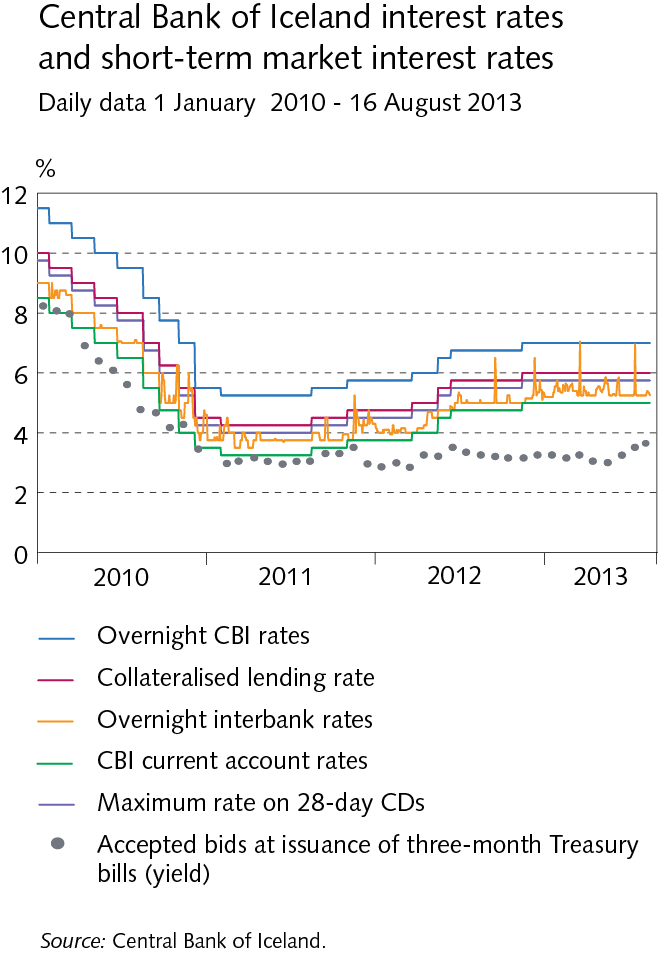 Central Bank of Iceland interest rates
and short-term market interest rates
Daily data 1 January 2010 - 16 August 2013
%
12
10
8
6
4
2
0
2010 2011 2012 2013
Overnight CBI rates
Collateralised lending rate
Overnight interbank rates
CBI current account rates
Maximum rate on 28-day CDs
Accepted bids at issuance of three-month Treasury
bills (yield)
Source: Central Bank of Iceland.